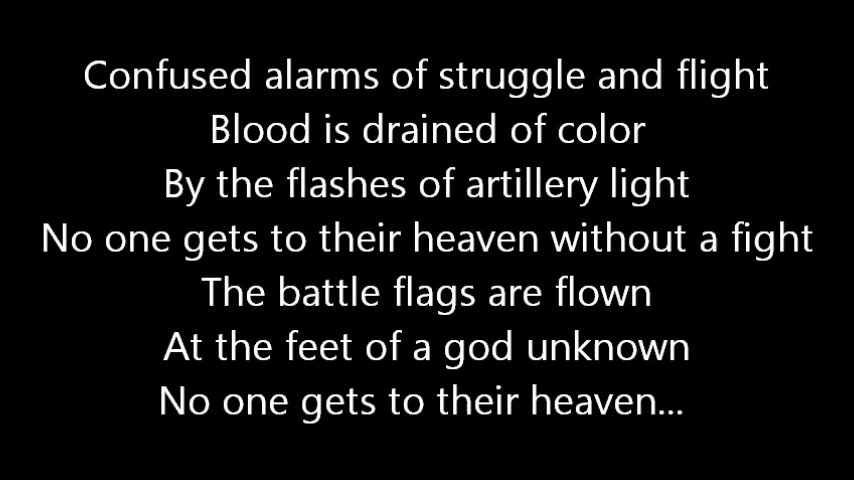 Confused alarms of struggle and flight
Blood is drained of color
By the flashes of artillery light
No one gets to their heaven without a fight
The battle flags are flown
At the feet of a god unknown
No one gets to their heaven...